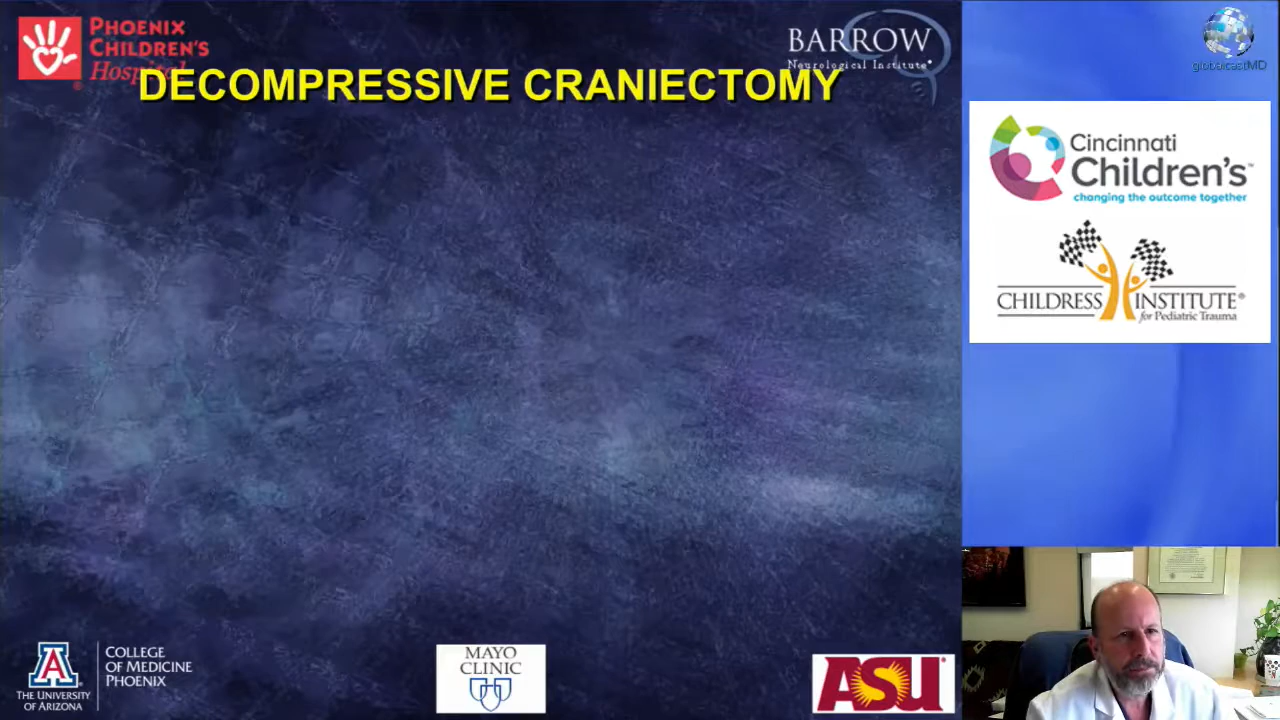 PHOENIX
CHILDREN'S
Hospital
BARROW
Neurological Institute®
DECOMPRESSIVE CRANIECTOMY
globalcastMD
Cincinnati
Children's™
changing the outcome together
CHILDRESS INSTITUTE®
for Pediatric Trauma
THE UNIVERSITY
OF ARIZONA
COLLEGE
OF MEDICINE
PHOENIX
MAYO
CLINIC
ASU®